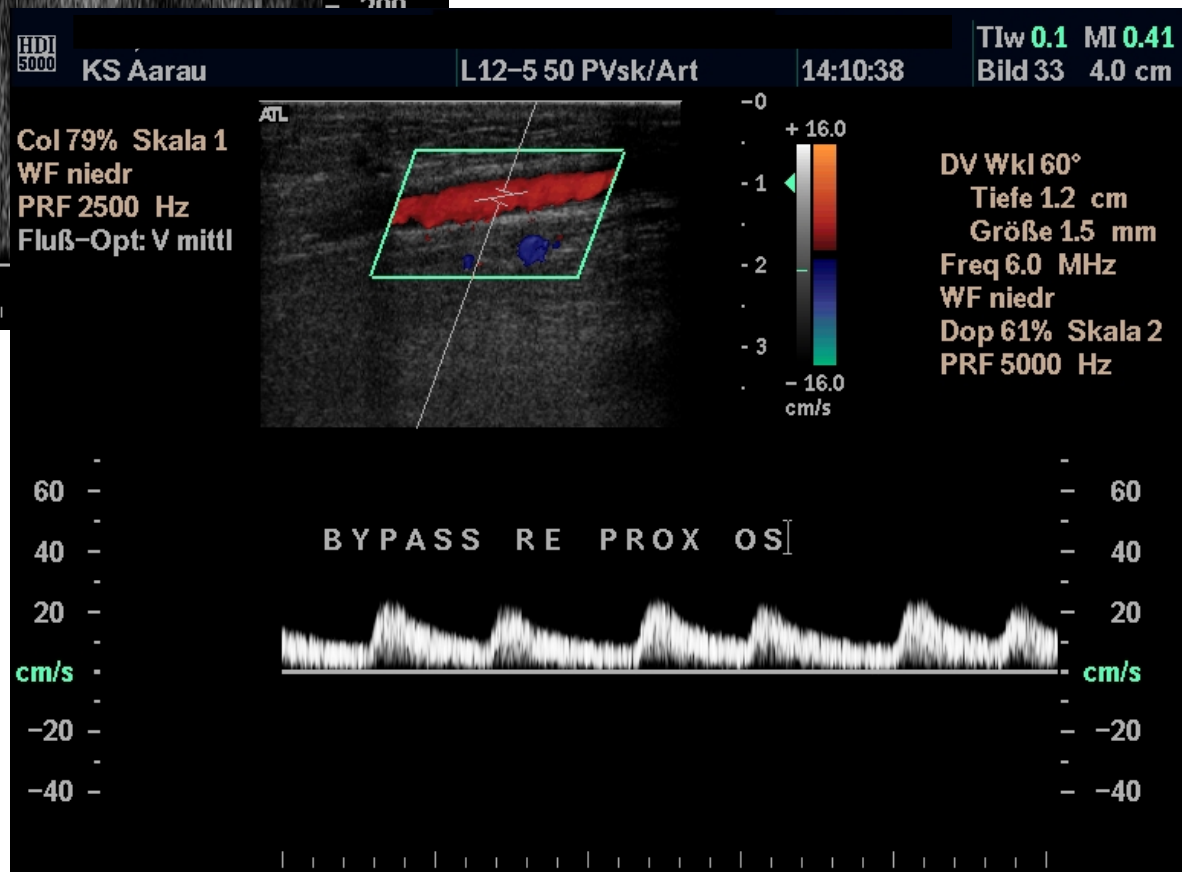 200
HDI
5000
KS Aarau
L12-5 50 PVsk/Art
14:10:38
TIw 0.1 MI 0.41
Bild 33 4.0 cm
Col 79% Skala 1
WF niedr
PRF 2500 Hz
Fluß-Opt: V mittl
ATL
-0
-1
-2
-3
+ 16.0
- 16.0
cm/s
DV Wkl 60°
Tiefe 1.2 cm
Größe 1.5 mm
Freq 6.0 MHz
WF niedr
Dop 61% Skala 2
PRF 5000 Hz
60
40
20
cm/s
-20
-40
BYPASS RE PROX OS
60
40
20
cm/s
-20
-40